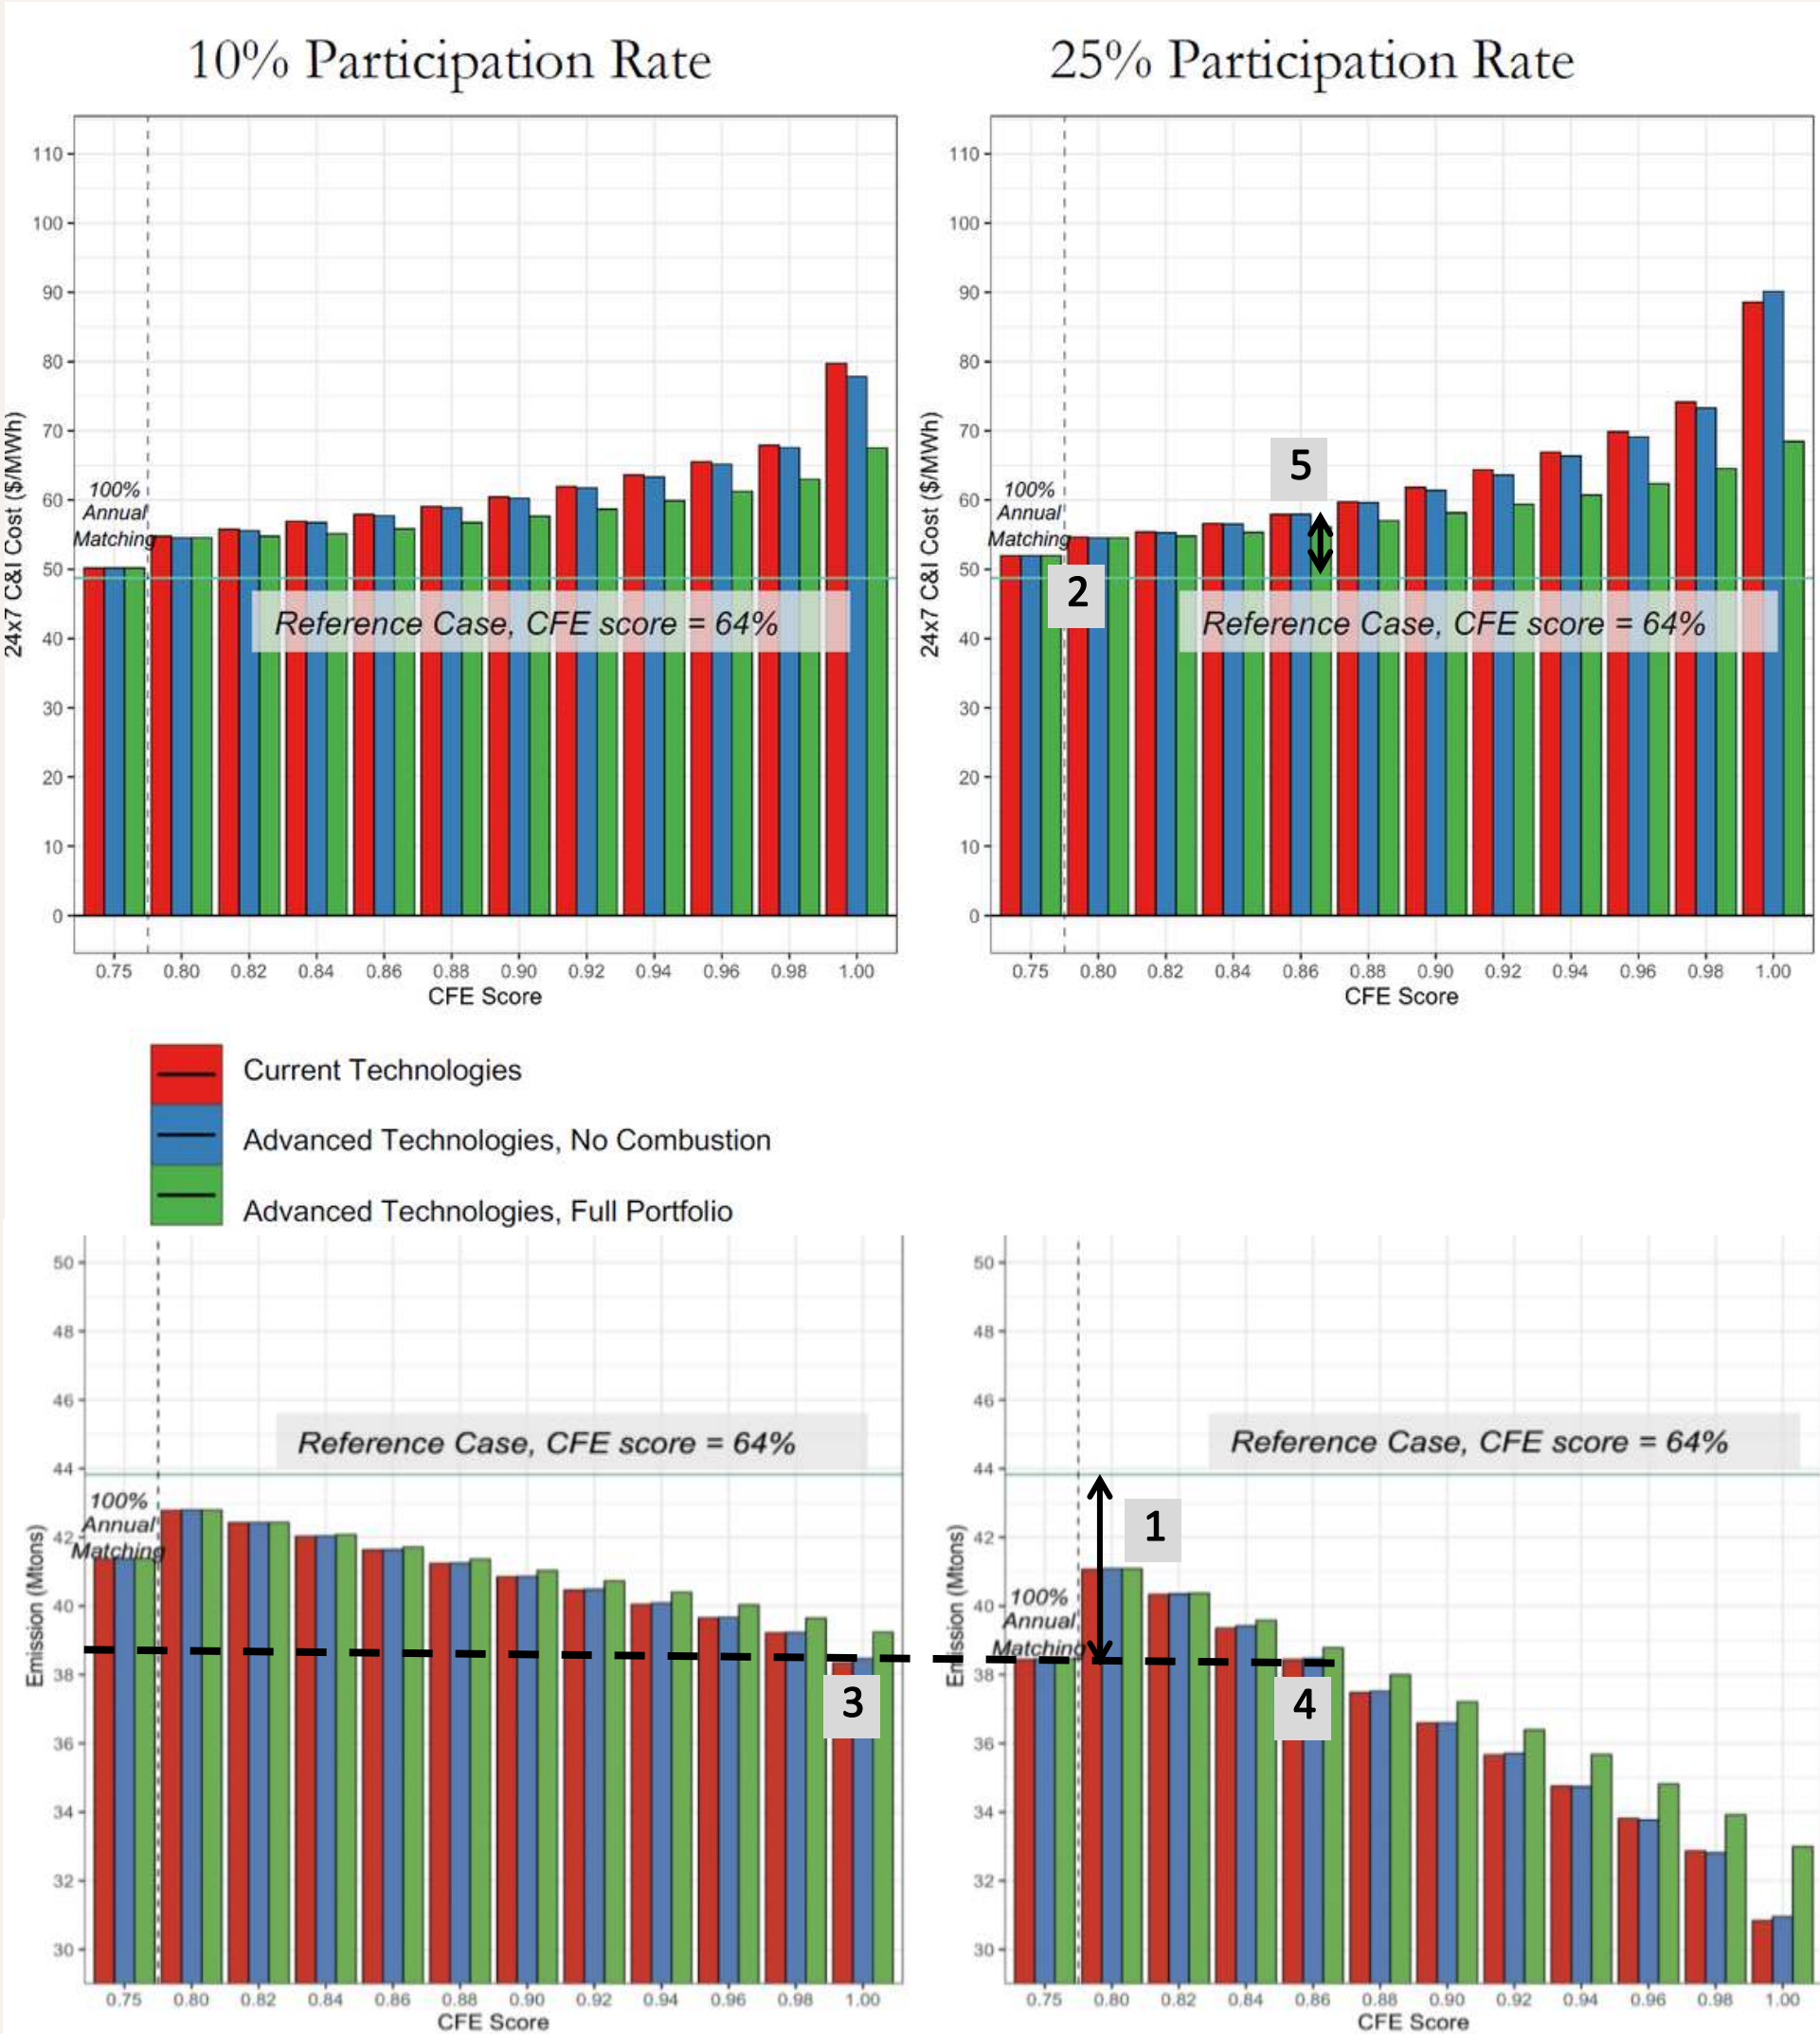 10% Participation Rate
25% Participation Rate
24x7 C&I Cost ($/MWh)
110
100
90
80
70
60
50
40
30
20
10
0
100%
Annual
Matching
Reference Case, CFE score = 64%
0.75 0.80 0.82 0.84 0.86 0.88 0.90 0.92 0.94 0.96 0.98 1.00
CFE Score
24x7 C&I Cost ($/MWh)
110
100
90
80
70
60
50
40
30
20
10
0
100%
Annual
Matching
5
2
Reference Case, CFE score = 64%
0.75 0.80 0.82 0.84 0.86 0.88 0.90 0.92 0.94 0.96 0.98 1.00
CFE Score
Current Technologies
Advanced Technologies, No Combustion
Advanced Technologies, Full Portfolio
Emission (Mtons)
50
48
46
44
42
40
38
36
34
32
30
Reference Case, CFE score = 64%
100%
Annual
Matching
3
0.75 0.80 0.82 0.84 0.86 0.88 0.90 0.92 0.94 0.96 0.98 1.00
CFE Score
Emission (Mtons)
50
48
46
44
42
40
38
36
34
32
30
Reference Case, CFE score = 64%
1
100%
Annual
Matching
4
0.75 0.80 0.82 0.84 0.86 0.88 0.90 0.92 0.94 0.96 0.98 1.00
CFE Score